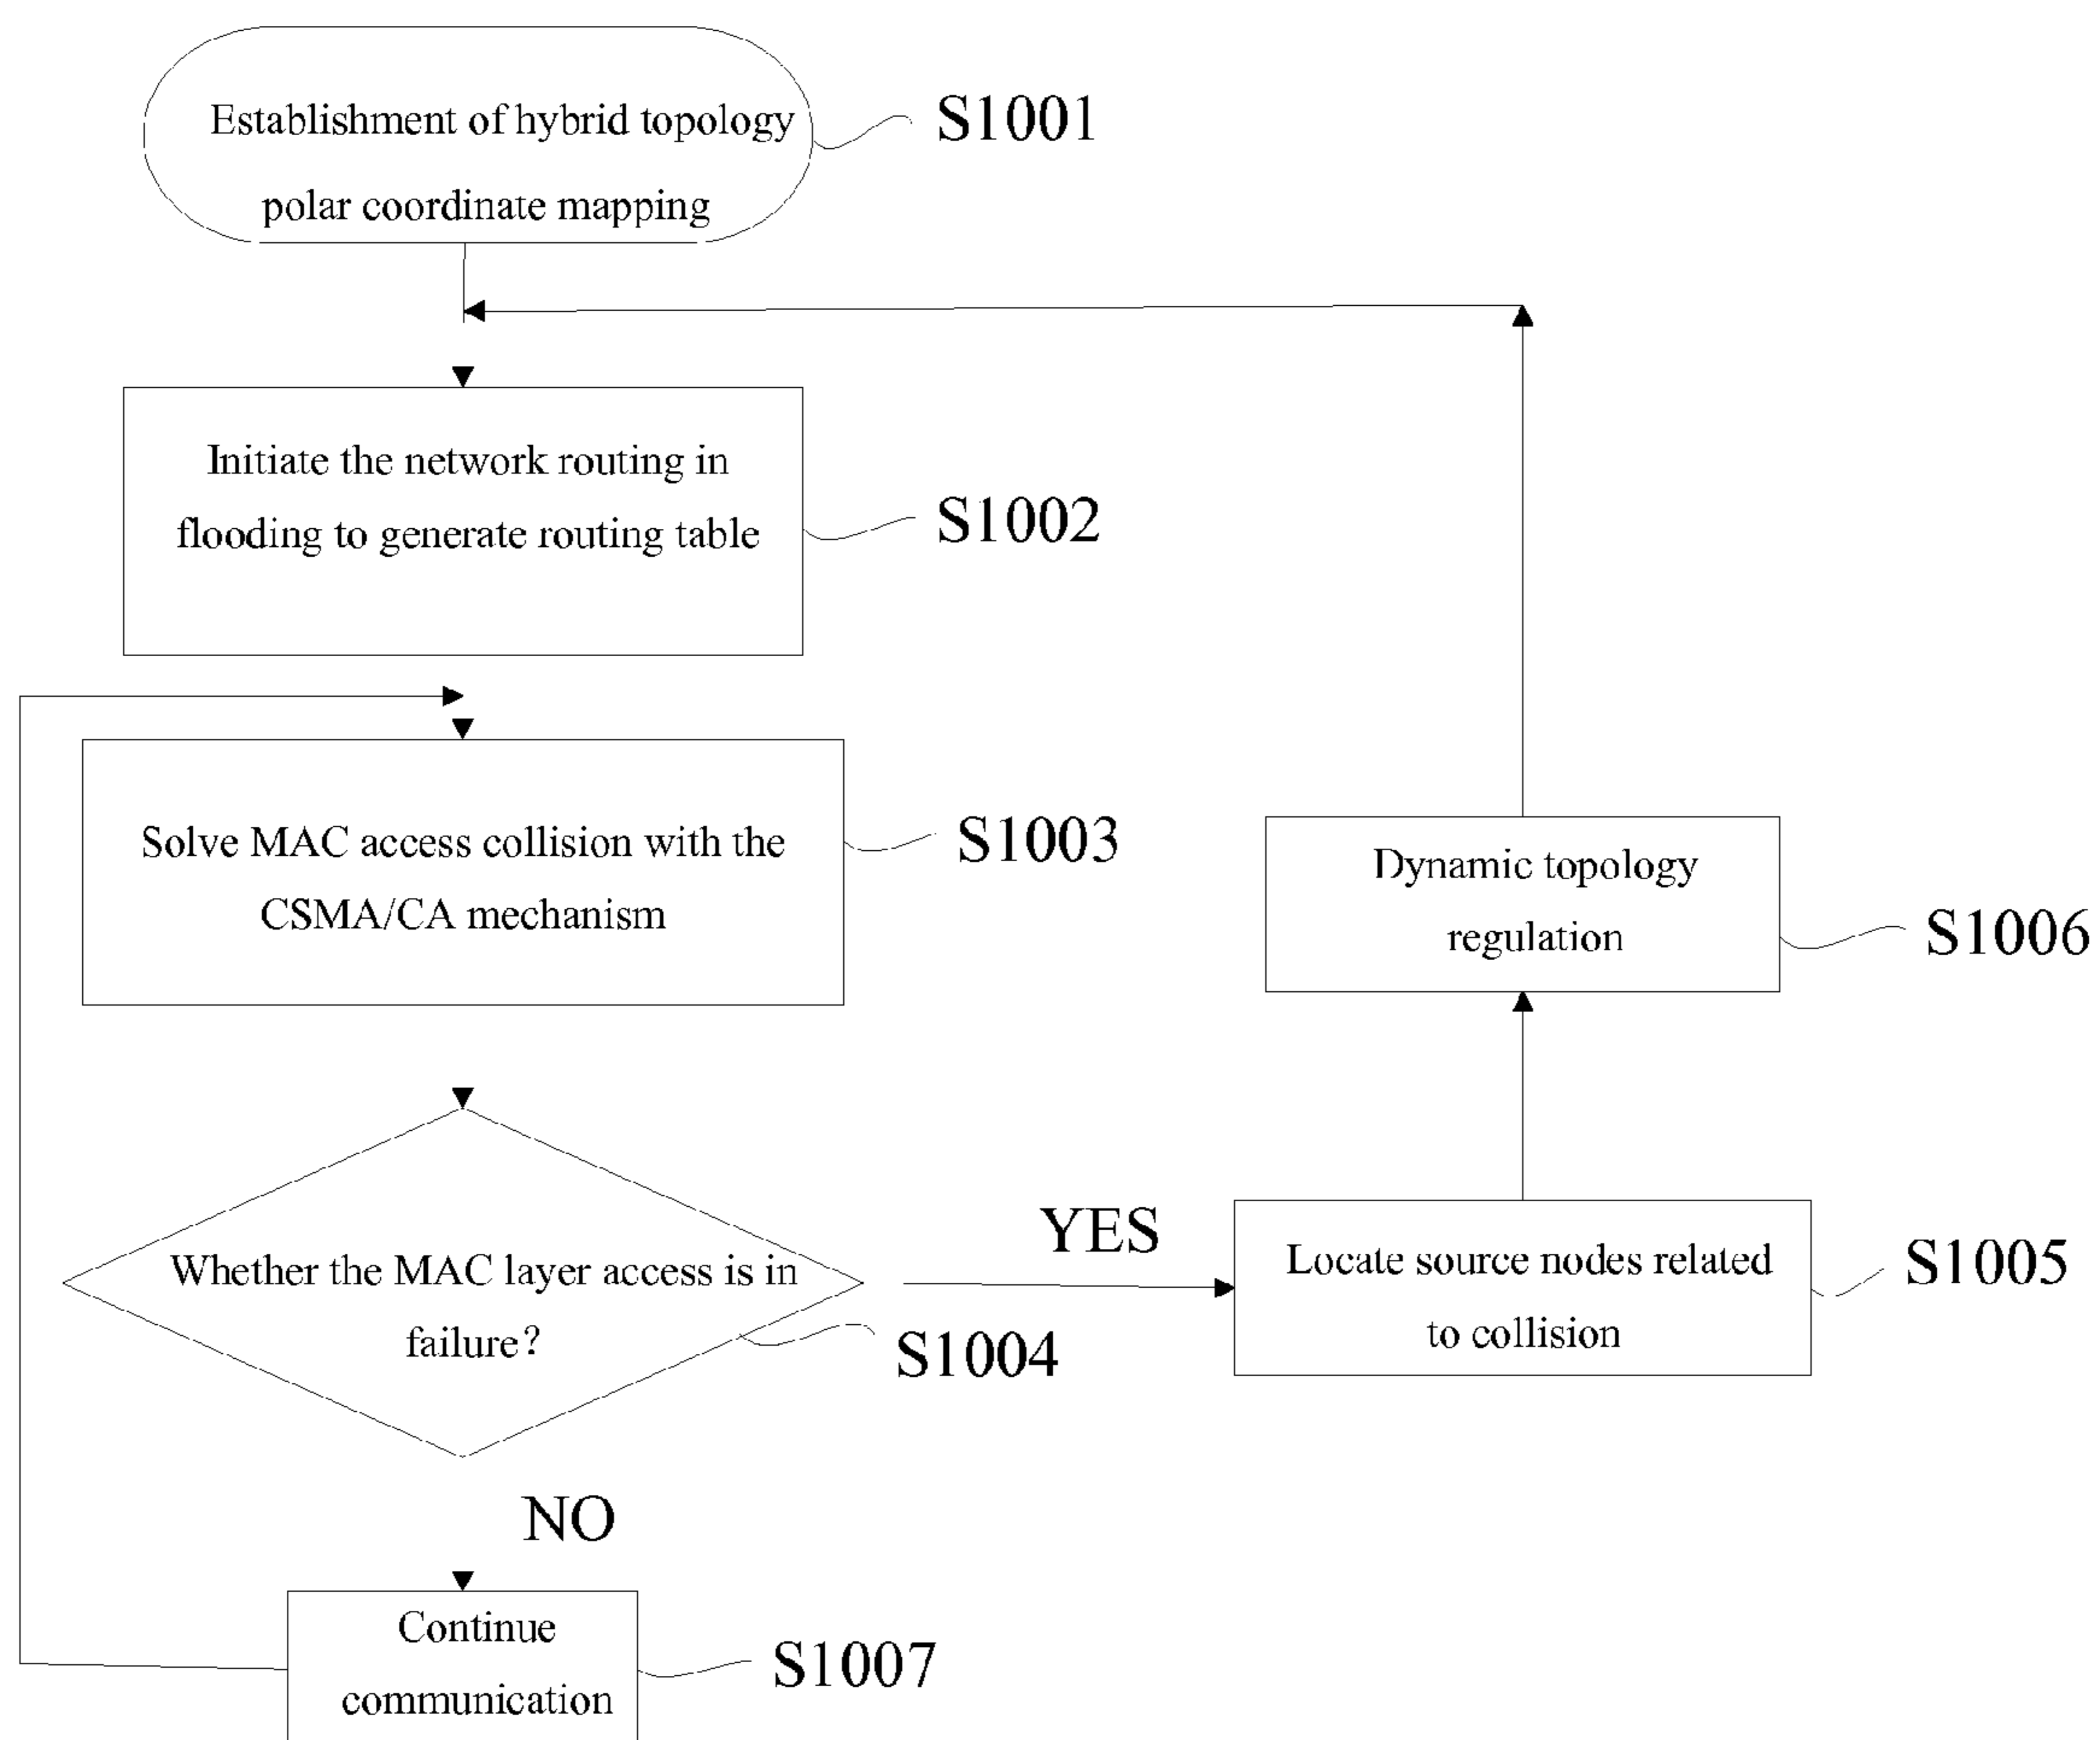 Establishment of hybrid topology
polar coordinate mapping
S1001
Initiate the network routing in
flooding to generate routing table
S1002
Solve MAC access collision with the
CSMA/CA mechanism
S1003
Dynamic topology
regulation
S1006
Whether the MAC layer access is in
failure?
S1004
YES
Locate source nodes related
to collision
S1005
NO
Continue
communication
S1007